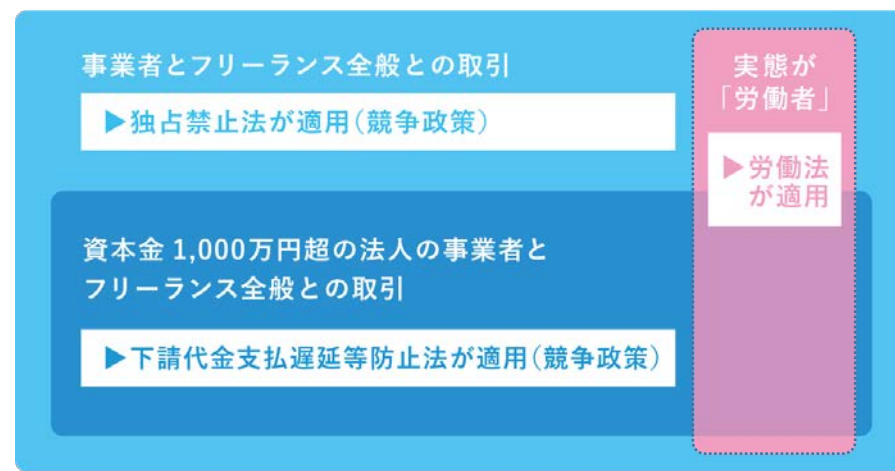 事業者とフリーランス全般との取引
▶独占禁止法が適用（競争政策）
実態が
「労働者」
▶労働法
が適用
資本金1,000万円超の法人の事業者と
フリーランス全般との取引
▶下請代金支払遅延等防止法が適用（競争政策）